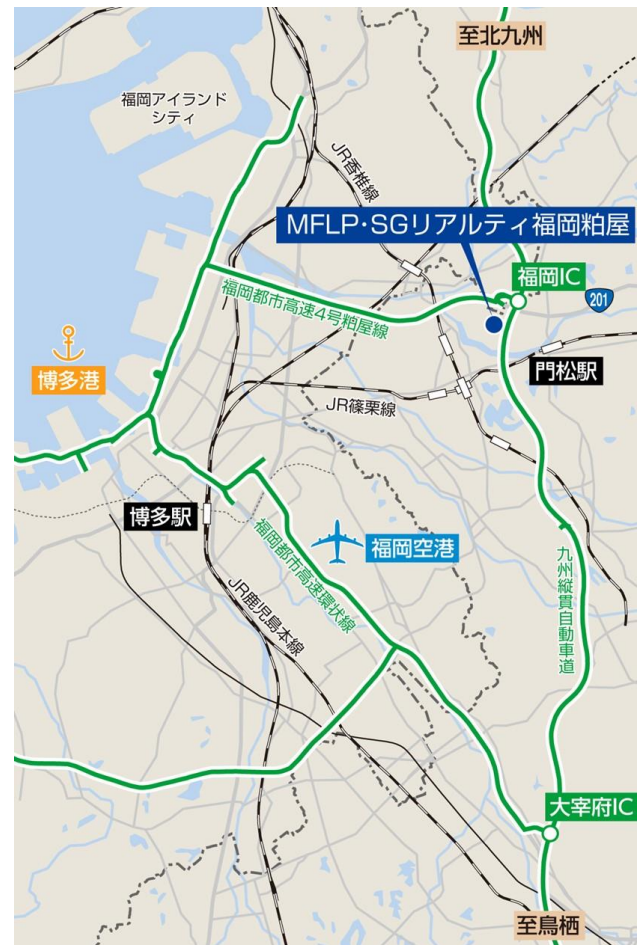 至北九州
福岡アイランド
シティ
JR香椎線
MFLP・SGリアルティ福岡粕屋
福岡IC
201
福岡都市高速4号粕屋線
博多港
門松駅
JR篠栗線
博多駅
福岡空港
福岡都市高速環状線
九州縦貫自動車道
JR鹿児島本線
大宰府IC
至鳥栖